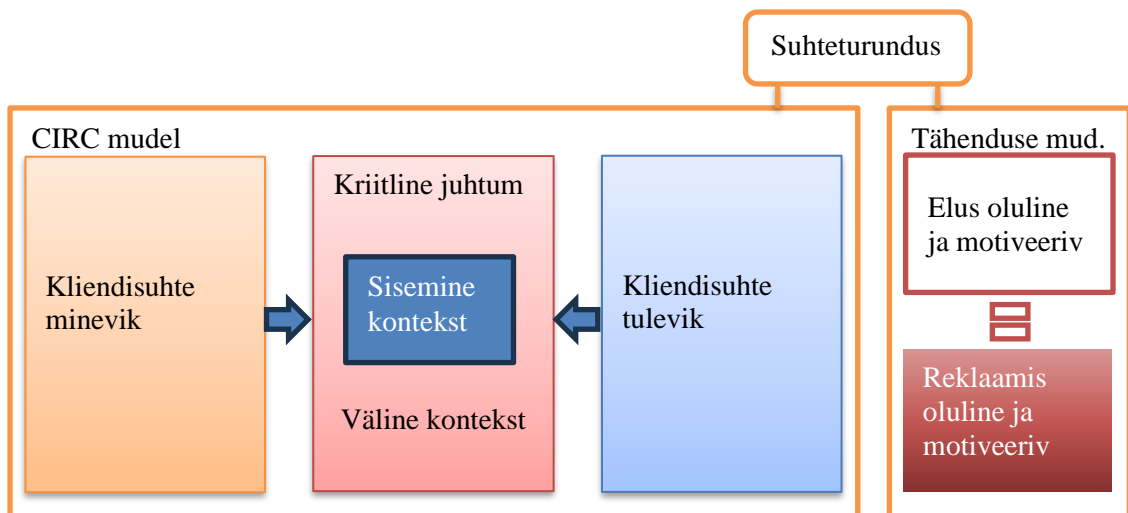 Suhteturundus
CIRC mudel
Kliendisuhte
minevik
Kriitline juhtum
Sisemine
kontekst
Väline kontekst
Kliendisuhte
tulevik
Tähenduse mud.
Elus oluline
ja motiveeriv
Reklaamis
oluline ja
motiveeriv